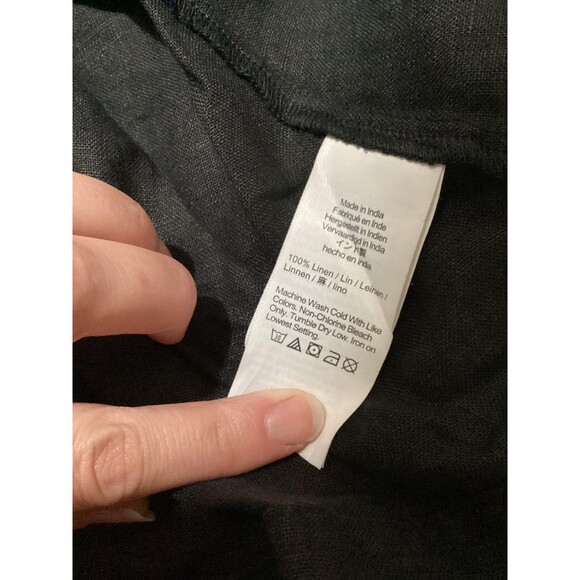 Made in India
Fabriqué en Inde
Hergestellt in Indien
Vervaardigd in India
インド製
hecho en India
100% Linen / Lin / Leinen /
Linnen / 麻 / lino
Machine Wash Cold With Like
Colors. Non-Chlorine Bleach
Only. Tumble Dry Low. Iron on
Lowest Setting.